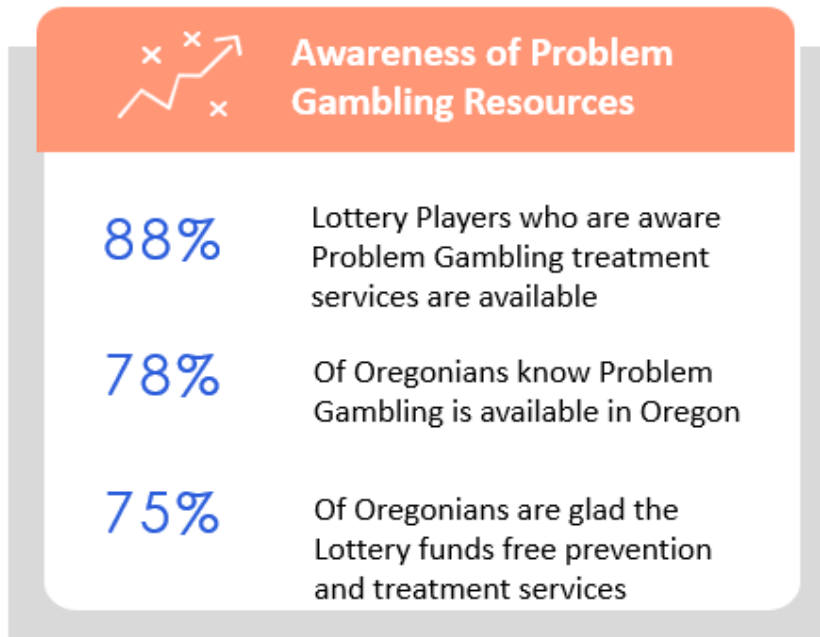 Awareness of Problem
Gambling Resources
88%
Lottery Players who are aware
Problem Gambling treatment
services are available
78%
Of Oregonians know Problem
Gambling is available in Oregon
75%
Of Oregonians are glad the
Lottery funds free prevention
and treatment services